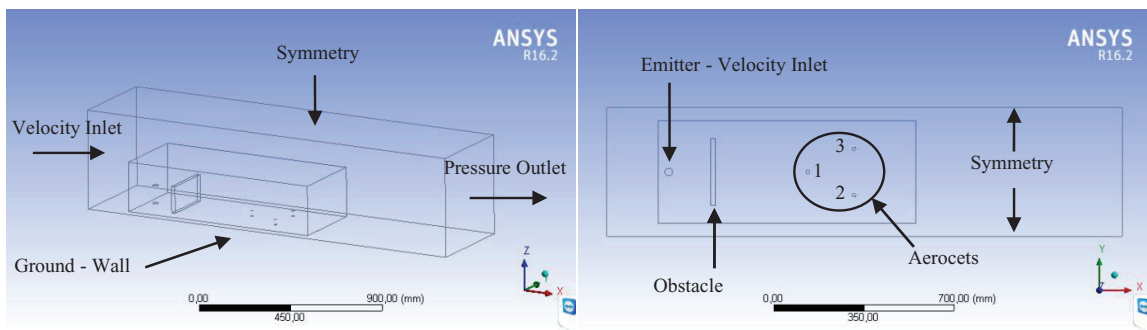 ANSYS
R16.2
Symmetry
Velocity Inlet
Pressure Outlet
Ground - Wall
Z
Y
X
0,00
900,00 (mm)
450,00
ANSYS
R16.2
Emitter - Velocity Inlet
3
1
2
Symmetry
Aerocets
Obstacle
Y
Z
X
0,00
700,00 (mm)
350,00